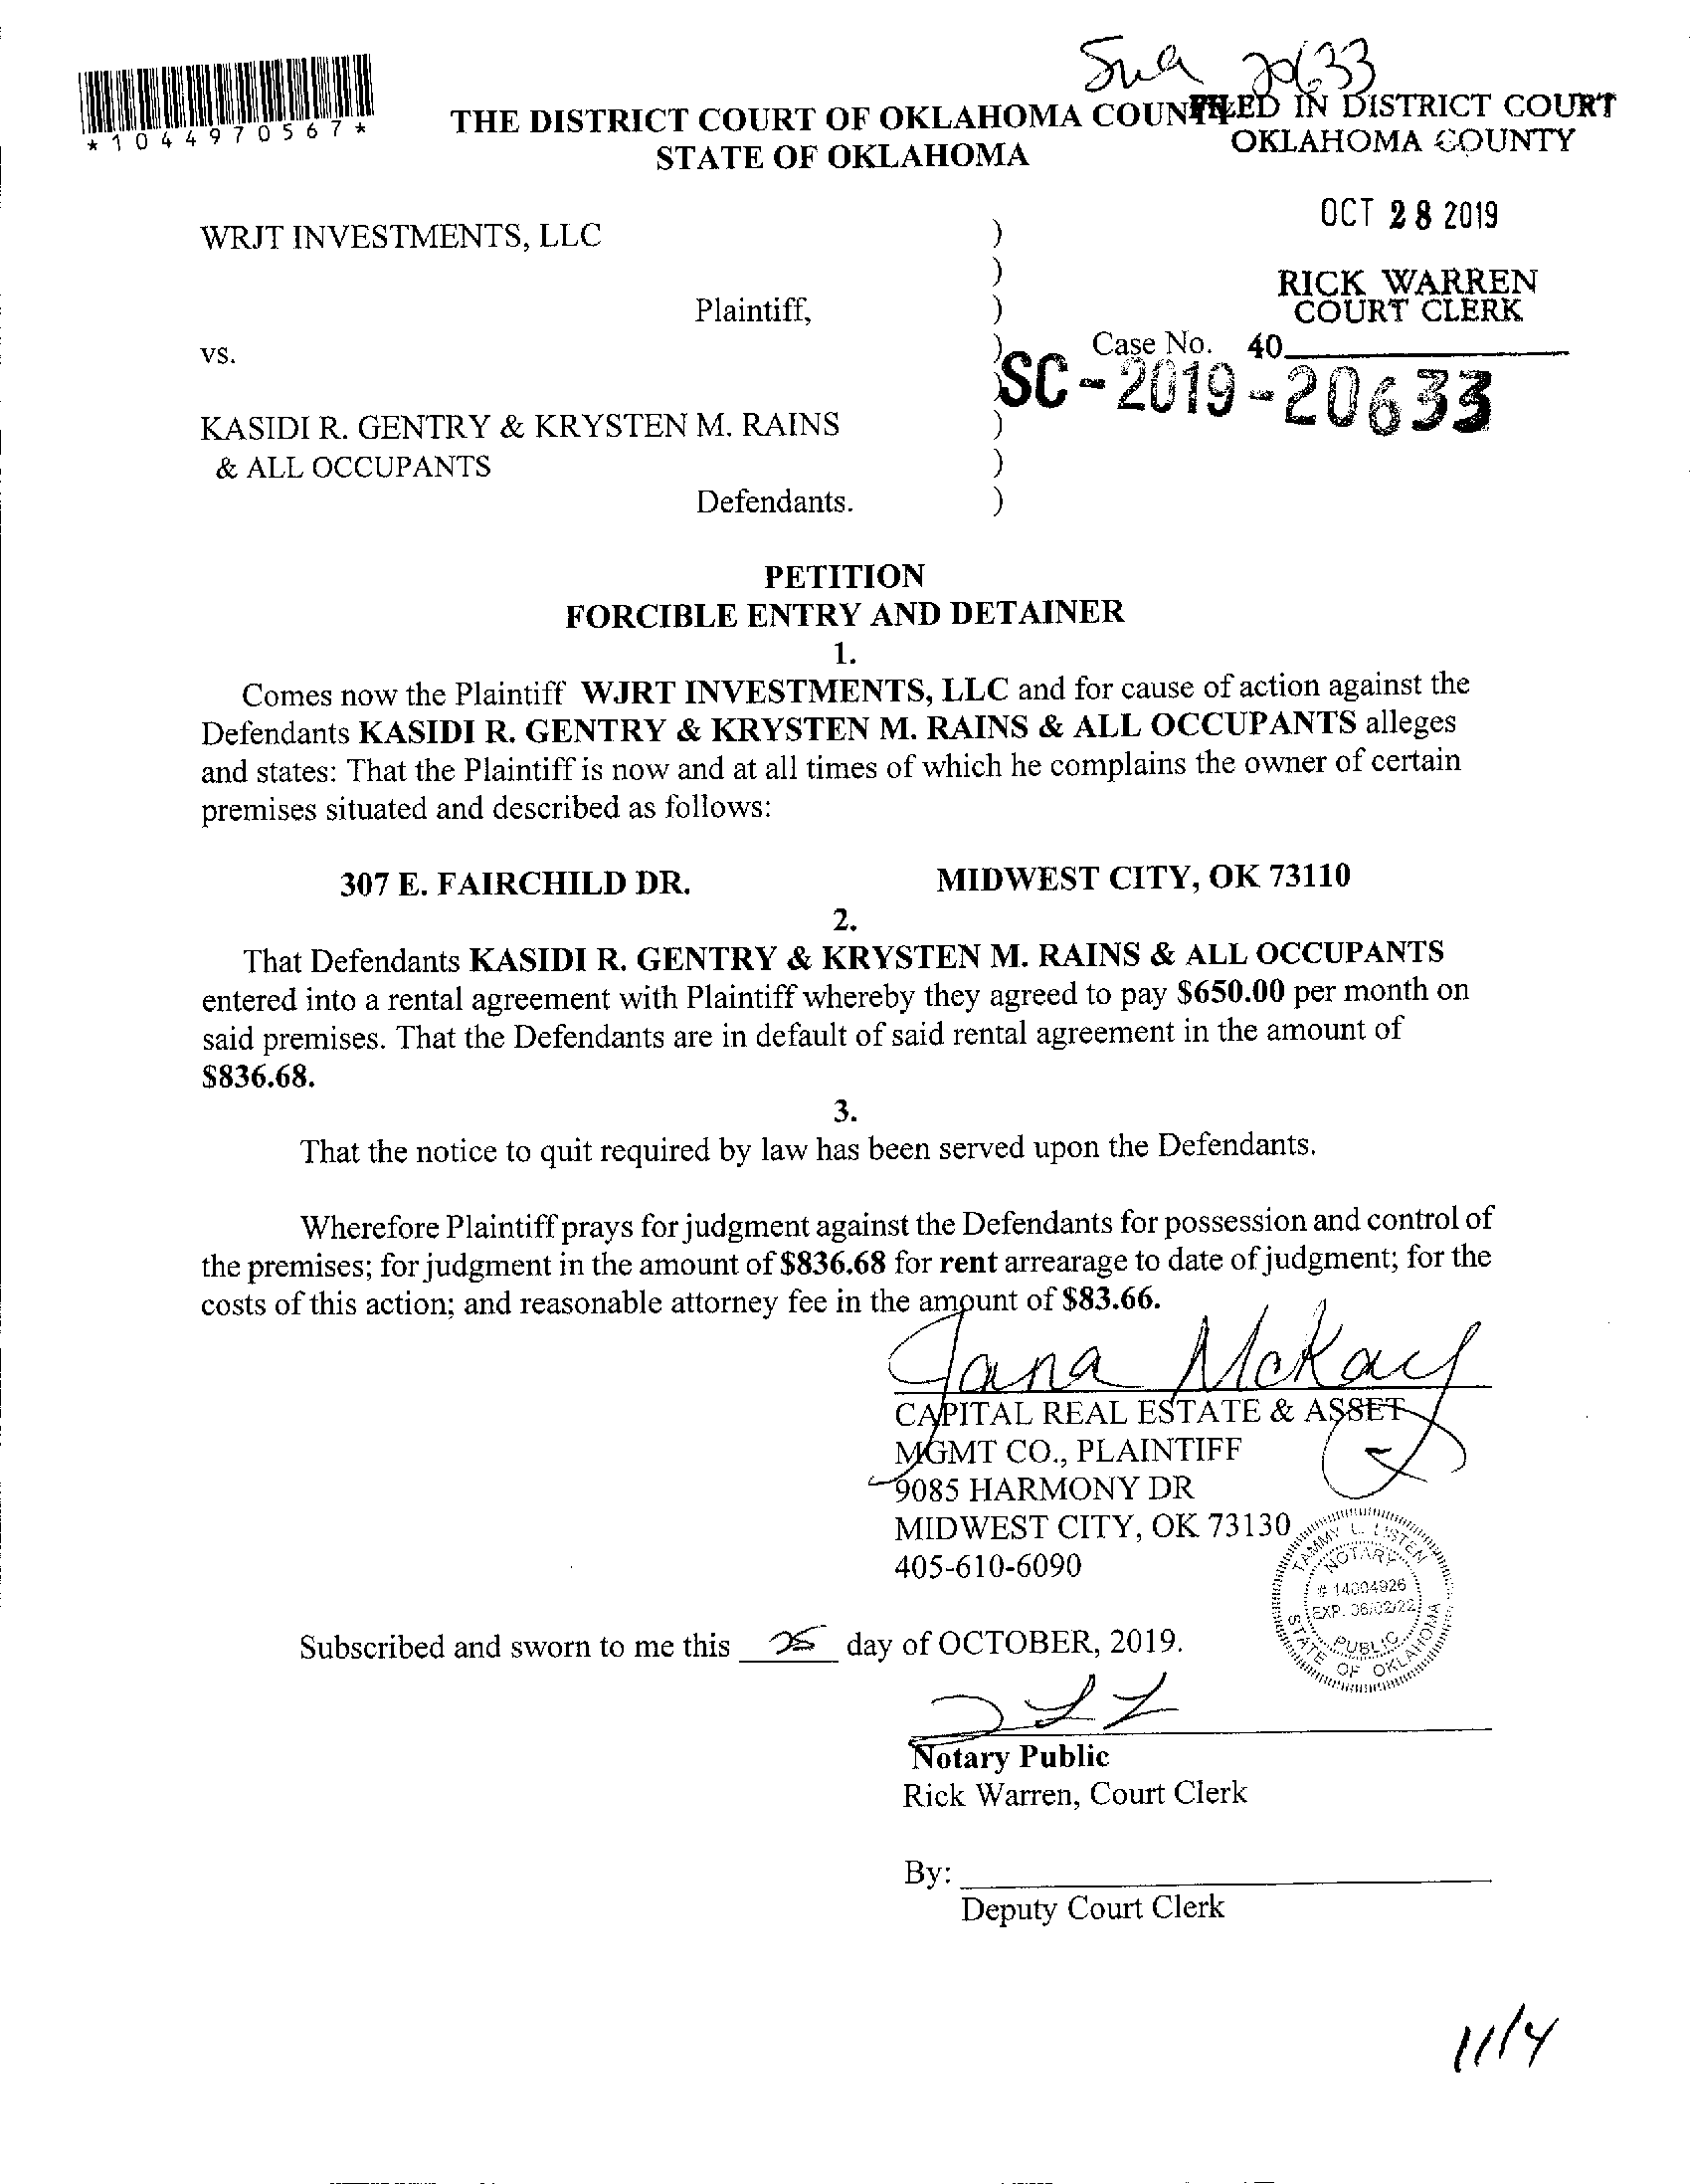 Sua 20633
*1044970567*
THE DISTRICT COURT OF OKLAHOMA COUNTY
STATE OF OKLAHOMA
FILED IN DISTRICT COURT
OKLAHOMA COUNTY
OCT 28 2019
RICK WARREN
COURT CLERK
40
WRJT INVESTMENTS, LLC )
)
Plaintiff, )
vs. ) Case No.
) SC-2019-20633
KASIDI R. GENTRY & KRYSTEN M. RAINS )
& ALL OCCUPANTS )
Defendants. )
PETITION
FORCIBLE ENTRY AND DETAINER
1.
Comes now the Plaintiff WJRT INVESTMENTS, LLC and for cause of action against the
Defendants KASIDI R. GENTRY & KRYSTEN M. RAINS & ALL OCCUPANTS alleges
and states: That the Plaintiff is now and at all times of which he complains the owner of certain
premises situated and described as follows:
307 E. FAIRCHILD DR. MIDWEST CITY, OK 73110
2.
That Defendants KASIDI R. GENTRY & KRYSTEN M. RAINS & ALL OCCUPANTS
entered into a rental agreement with Plaintiff whereby they agreed to pay $650.00 per month on
said premises. That the Defendants are in default of said rental agreement in the amount of
$836.68.
3.
That the notice to quit required by law has been served upon the Defendants.
Wherefore Plaintiff prays for judgment against the Defendants for possession and control of
the premises; for judgment in the amount of $836.68 for rent arrearage to date of judgment; for the
costs of this action; and reasonable attorney fee in the amount of $83.66.
Jana McKay
CAPITAL REAL ESTATE & ASSET
MGMT CO., PLAINTIFF
9085 HARMONY DR
MIDWEST CITY, OK 73130
405-610-6090
TAMMY L. LISTEN
NOTARY
# 14004926
EXP. 06/02/22
PUBLIC
STATE OF OKLAHOMA
Subscribed and sworn to me this 25 day of OCTOBER, 2019.
Notary Public
Rick Warren, Court Clerk
By:
Deputy Court Clerk
11/4